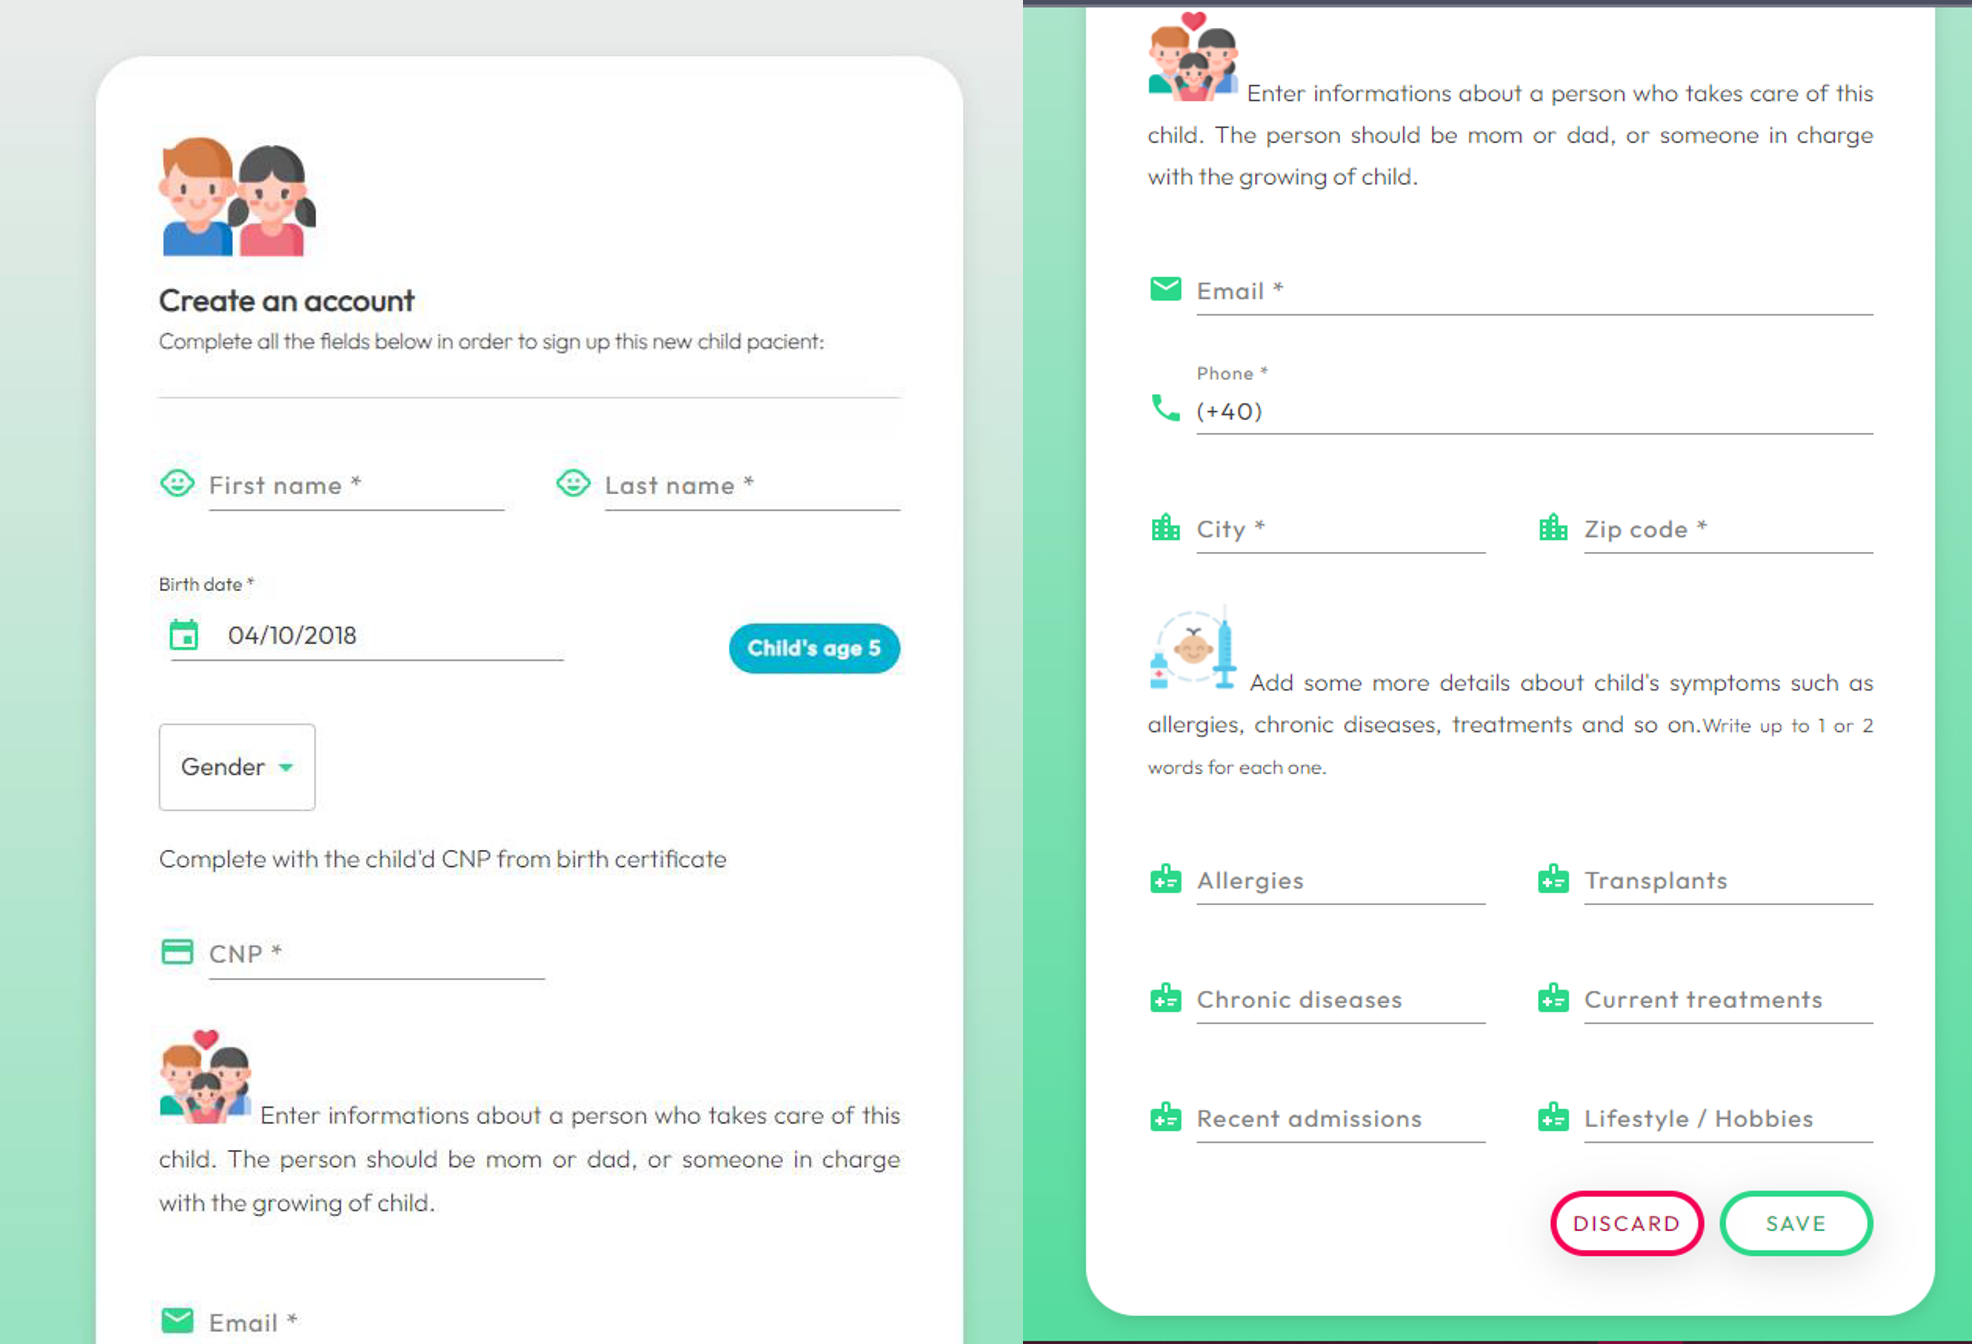 Create an account
Complete all the fields below in order to sign up this new child pacient:
First name *
Last name *
Birth date *
04/10/2018
Child's age 5
Gender
Complete with the child'd CNP from birth certificate
CNP *
Enter informations about a person who takes care of this
child. The person should be mom or dad, or someone in charge
with the growing of child.
Email *
Enter informations about a person who takes care of this
child. The person should be mom or dad, or someone in charge
with the growing of child.
Email *
Phone *
(+40)
City *
Zip code *
Add some more details about child's symptoms such as
allergies, chronic diseases, treatments and so on.Write up to 1 or 2
words for each one.
Allergies
Transplants
Chronic diseases
Current treatments
Recent admissions
Lifestyle / Hobbies
DISCARD
SAVE